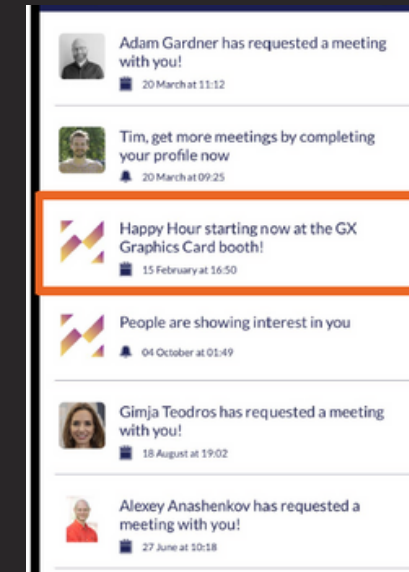 Adam Gardner has requested a meeting
with you!
20 March at 11:12
Tim, get more meetings by completing
your profile now
20 March at 09:25
Happy Hour starting now at the GX
Graphics Card booth!
15 February at 16:50
People are showing interest in you
04 October at 01:49
Gimja Teodros has requested a meeting
with you!
18 August at 19:02
Alexey Anashenkov has requested a
meeting with you!
27 June at 10:18